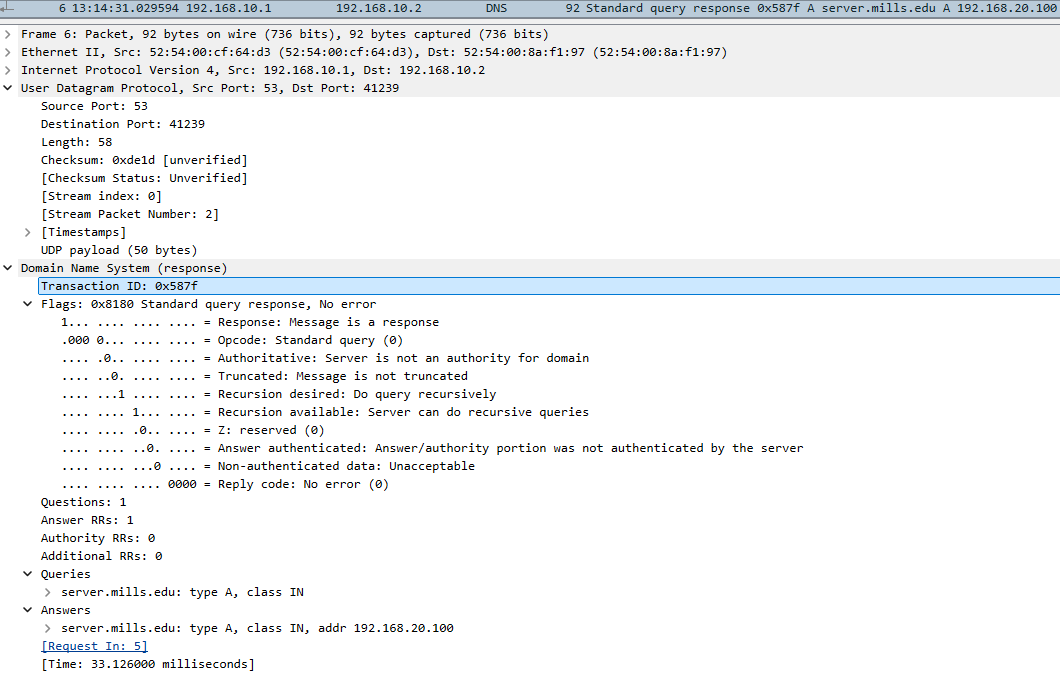 6 13:14:31.029594 192.168.10.1 192.168.10.2 DNS 92 Standard query response 0x587f A server.mills.edu A 192.168.20.100
Frame 6: Packet, 92 bytes on wire (736 bits), 92 bytes captured (736 bits)
Ethernet II, Src: 52:54:00:cf:64:d3 (52:54:00:cf:64:d3), Dst: 52:54:00:8a:f1:97 (52:54:00:8a:f1:97)
Internet Protocol Version 4, Src: 192.168.10.1, Dst: 192.168.10.2
User Datagram Protocol, Src Port: 53, Dst Port: 41239
Source Port: 53
Destination Port: 41239
Length: 58
Checksum: 0xde1d [unverified]
[Checksum Status: Unverified]
[Stream index: 0]
[Stream Packet Number: 2]
[Timestamps]
UDP payload (50 bytes)
Domain Name System (response)
Transaction ID: 0x587f
Flags: 0x8180 Standard query response, No error
1... .... .... .... = Response: Message is a response
.000 0... .... .... = Opcode: Standard query (0)
.... .0.. .... .... = Authoritative: Server is not an authority for domain
.... ..0. .... .... = Truncated: Message is not truncated
.... ...1 .... .... = Recursion desired: Do query recursively
.... .... 1... .... = Recursion available: Server can do recursive queries
.... .... .0.. .... = Z: reserved (0)
.... .... ..0. .... = Answer authenticated: Answer/authority portion was not authenticated by the server
.... .... ...0 .... = Non-authenticated data: Unacceptable
.... .... .... 0000 = Reply code: No error (0)
Questions: 1
Answer RRs: 1
Authority RRs: 0
Additional RRs: 0
Queries
server.mills.edu: type A, class IN
Answers
server.mills.edu: type A, class IN, addr 192.168.20.100
[Request In: 5]
[Time: 33.126000 milliseconds]